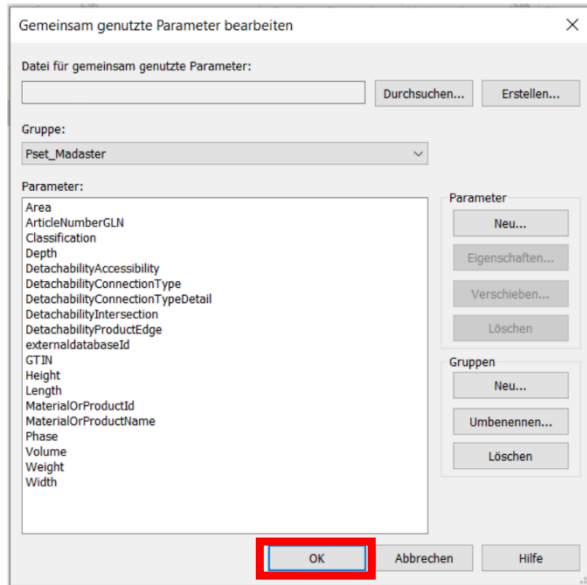 Gemeinsam genutzte Parameter bearbeiten
Datei für gemeinsam genutzte Parameter:
Durchsuchen...
Erstellen...
Gruppe:
Pset_Madaster
Parameter:
Area
ArticleNumberGLN
Classification
Depth
DetachabilityAccessibility
DetachabilityConnectionType
DetachabilityConnectionTypeDetail
DetachabilityIntersection
DetachabilityProductEdge
externaldatabaseId
GTIN
Height
Length
MaterialOrProductId
MaterialOrProductName
Phase
Volume
Weight
Width
Parameter
Neu...
Eigenschaften...
Verschieben...
Löschen
Gruppen
Neu...
Umbenennen...
Löschen
OK
Abbrechen
Hilfe